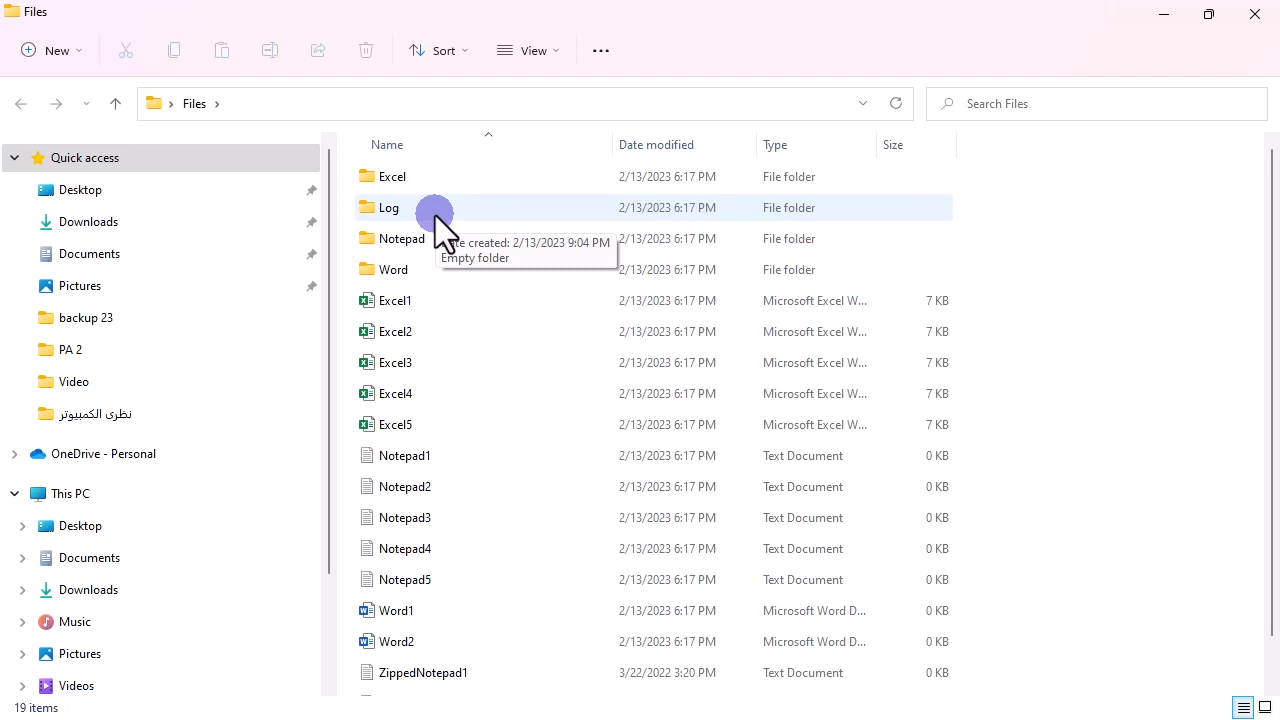 Files
New
Sort
View
Files
Search Files
Quick access
Desktop
Downloads
Documents
Pictures
backup 23
PA 2
Video
نظرى الكمبيوتر
OneDrive - Personal
This PC
Desktop
Documents
Downloads
Music
Pictures
Videos
Name Date modified Type Size
Excel 2/13/2023 6:17 PM File folder
Log 2/13/2023 6:17 PM File folder
Notepad 2/13/2023 6:17 PM File folder
created: 2/13/2023 9:04 PM
Empty folder
Word 2/13/2023 6:17 PM File folder
Excel1 2/13/2023 6:17 PM Microsoft Excel W... 7 KB
Excel2 2/13/2023 6:17 PM Microsoft Excel W... 7 KB
Excel3 2/13/2023 6:17 PM Microsoft Excel W... 7 KB
Excel4 2/13/2023 6:17 PM Microsoft Excel W... 7 KB
Excel5 2/13/2023 6:17 PM Microsoft Excel W... 7 KB
Notepad1 2/13/2023 6:17 PM Text Document 0 KB
Notepad2 2/13/2023 6:17 PM Text Document 0 KB
Notepad3 2/13/2023 6:17 PM Text Document 0 KB
Notepad4 2/13/2023 6:17 PM Text Document 0 KB
Notepad5 2/13/2023 6:17 PM Text Document 0 KB
Word1 2/13/2023 6:17 PM Microsoft Word D... 0 KB
Word2 2/13/2023 6:17 PM Microsoft Word D... 0 KB
ZippedNotepad1 3/22/2022 3:20 PM Text Document 0 KB
19 items